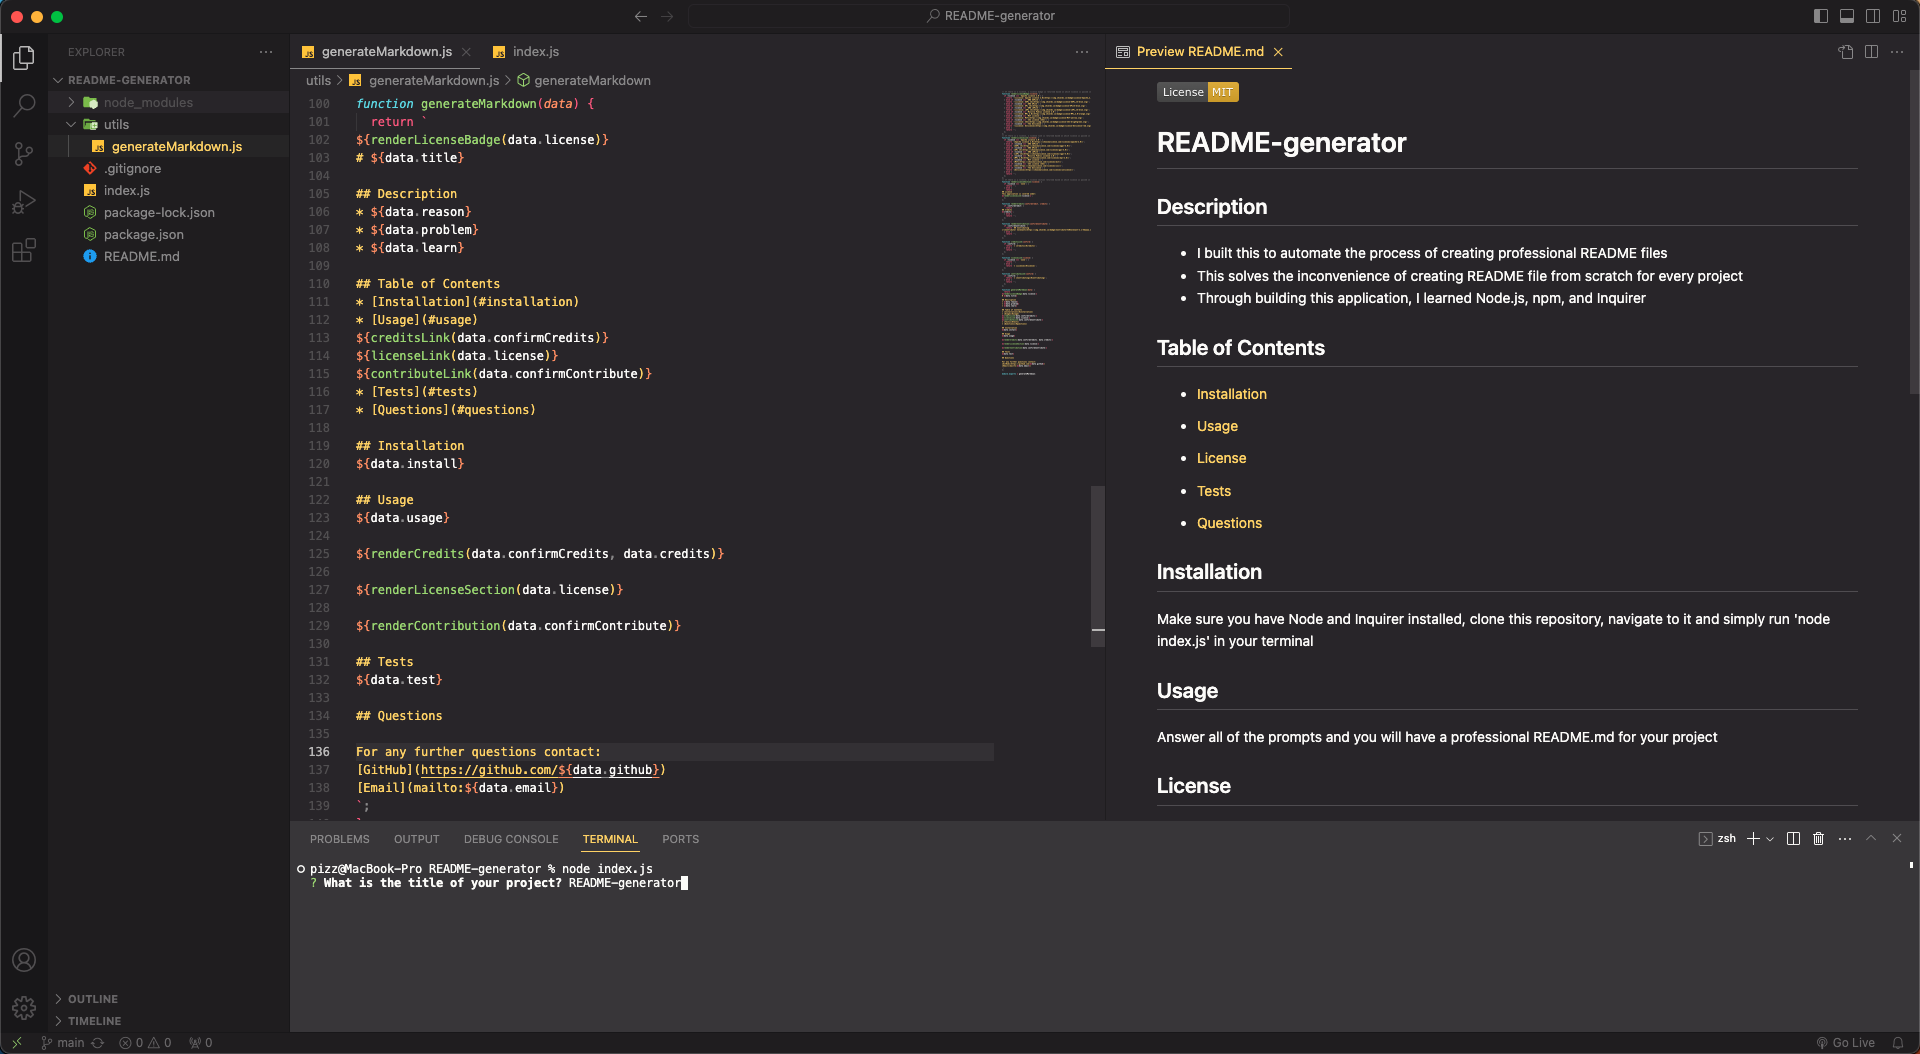 README-generator
EXPLORER
README-GENERATOR
node_modules
utils
generateMarkdown.js
.gitignore
index.js
package-lock.json
package.json
README.md
OUTLINE
TIMELINE
generateMarkdown.js
index.js
utils > generateMarkdown.js > generateMarkdown
100 function generateMarkdown(data) {
101 return `
102 ${renderLicenseBadge(data.license)}
103 # ${data.title}
104
105 ## Description
106 * ${data.reason}
107 * ${data.problem}
108 * ${data.learn}
109
110 ## Table of Contents
111 * [Installation](#installation)
112 * [Usage](#usage)
113 ${creditsLink(data.confirmCredits)}
114 ${licenseLink(data.license)}
115 ${contributeLink(data.confirmContribute)}
116 * [Tests](#tests)
117 * [Questions](#questions)
118
119 ## Installation
120 ${data.install}
121
122 ## Usage
123 ${data.usage}
124
125 ${renderCredits(data.confirmCredits, data.credits)}
126
127 ${renderLicenseSection(data.license)}
128
129 ${renderContribution(data.confirmContribute)}
130
131 ## Tests
132 ${data.test}
133
134 ## Questions
135
136 For any further questions contact:
137 [GitHub](https://github.com/${data.github})
138 [Email](mailto:${data.email})
139 `;
Preview README.md
License MIT
README-generator
Description
• I built this to automate the process of creating professional README files
• This solves the inconvenience of creating README file from scratch for every project
• Through building this application, I learned Node.js, npm, and Inquirer
Table of Contents
• Installation
• Usage
• License
• Tests
• Questions
Installation
Make sure you have Node and Inquirer installed, clone this repository, navigate to it and simply run 'node
index.js' in your terminal
Usage
Answer all of the prompts and you will have a professional README.md for your project
License
PROBLEMS OUTPUT DEBUG CONSOLE TERMINAL PORTS
zsh
pizz@MacBook-Pro README-generator % node index.js
? What is the title of your project? README-generator
main 0 0 0
Go Live